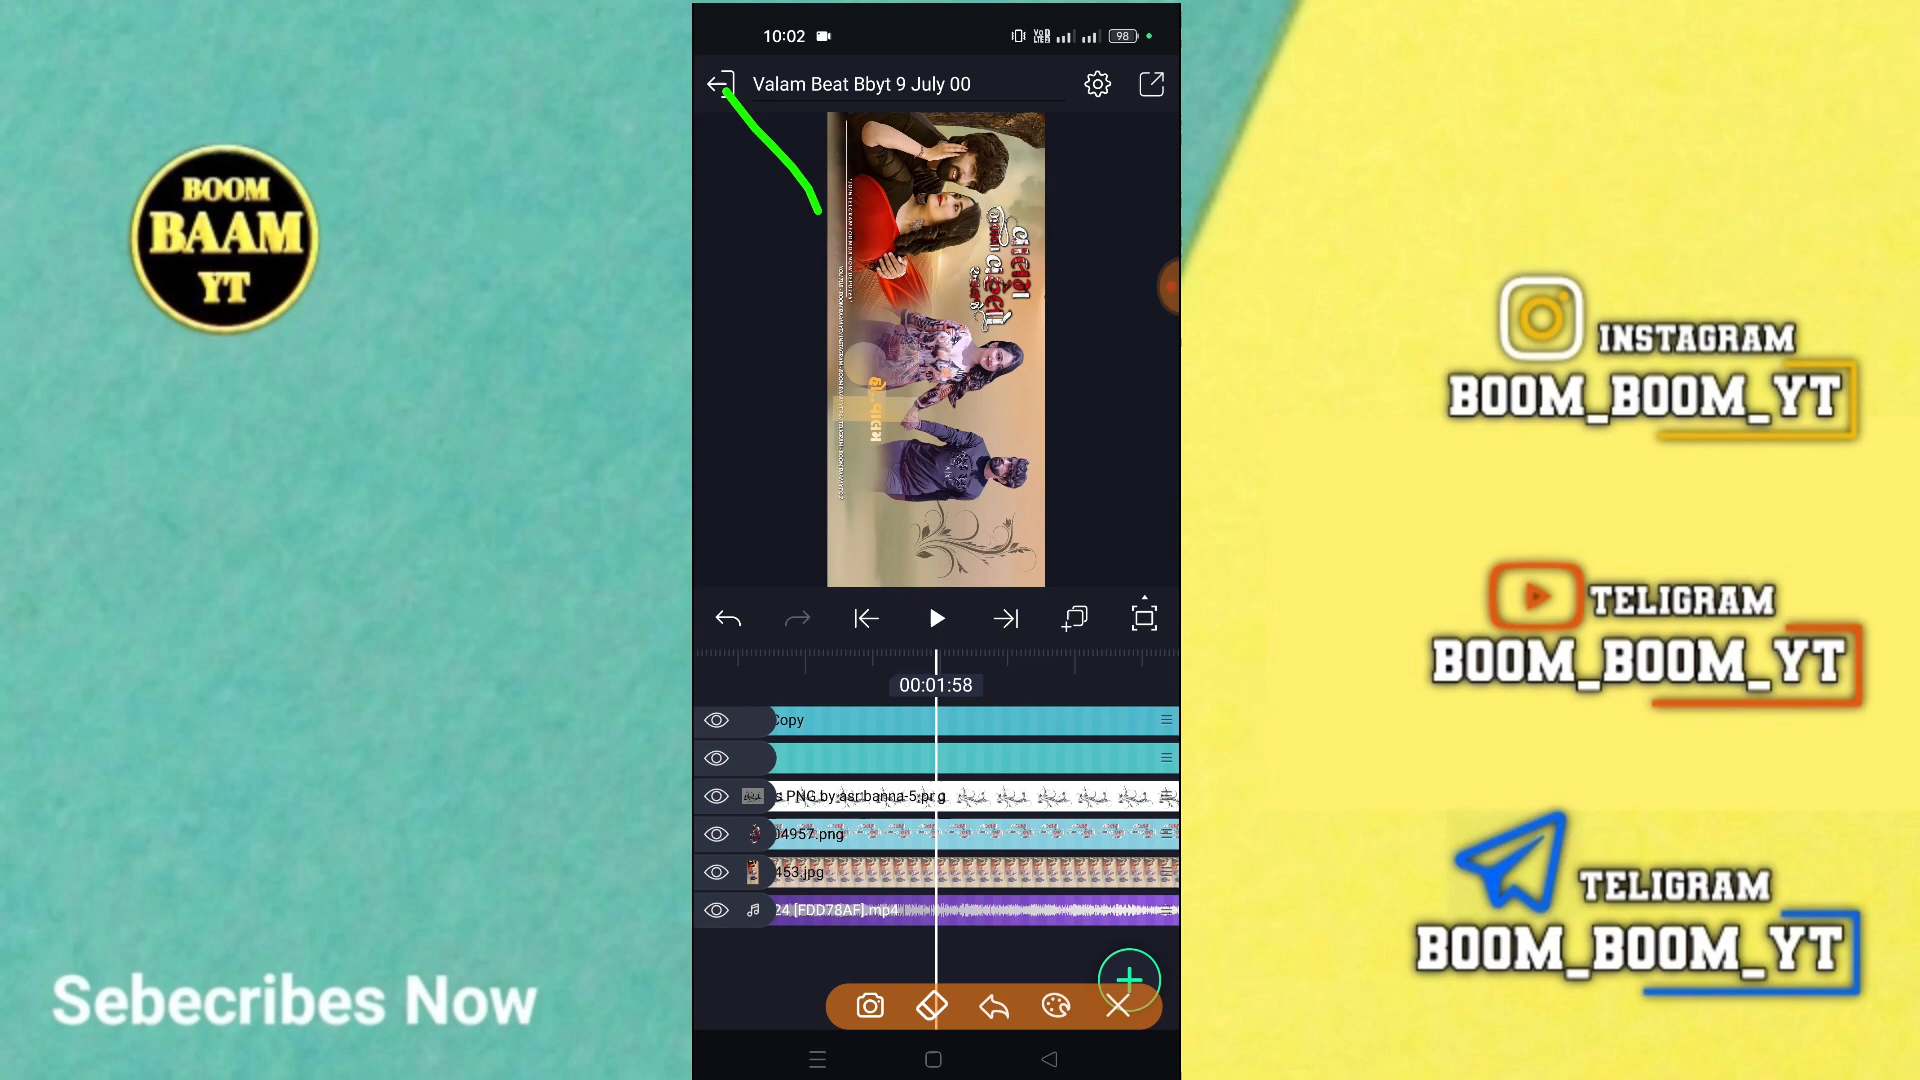 BOOM
BAAM
YT
Sebecribes Now
10:02
98
Valam Beat Bbyt 9 July 00
00:01:58
Copy
s PNG by asr banna-5.png
04957.png
453.jpg
24 [FDD78AF].mp4
INSTAGRAM
BOOM_BOOM_YT
TELIGRAM
BOOM_BOOM_YT
TELIGRAM
BOOM_BOOM_YT